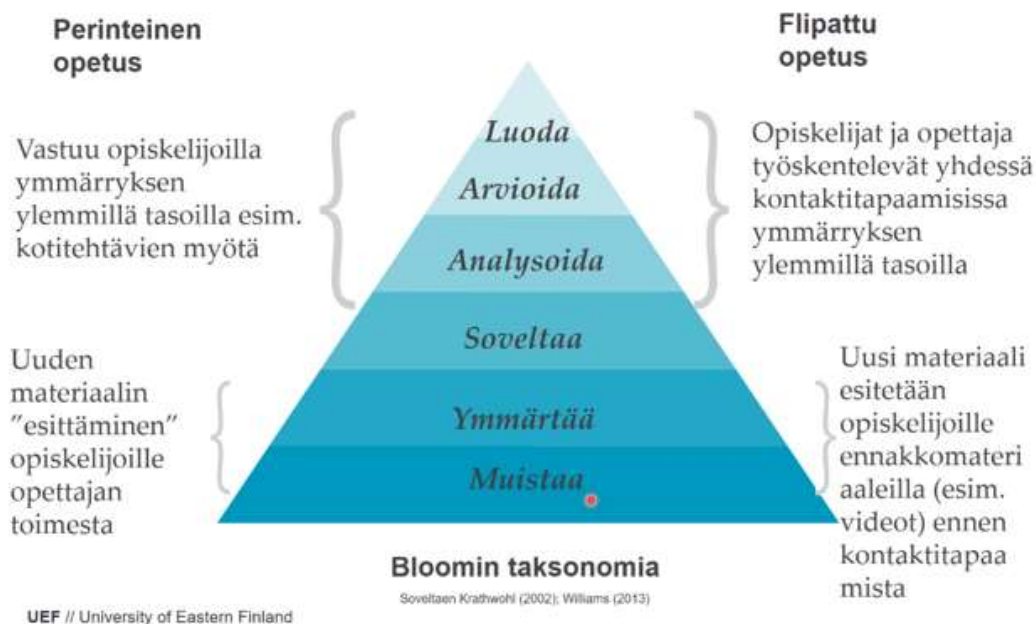 Perinteinen
opetus
Flipattu
opetus
Vastuu opiskelijoilla
ymmärryksen
ylemmillä tasoilla esim.
kotitehtävien myötä
Luoda
Arvioida
Analysoida
Soveltaa
Ymmärtää
Muistaa
Opiskelijat ja opettaja
työskentelevät yhdessä
kontaktitapaamisissa
ymmärryksen
ylemmillä tasoilla
Uuden
materiaalin
”esittäminen”
opiskelijoille
opettajan
toimesta
Uusi materiaali
esitetään
opiskelijoille
ennakkomateri
aaleilla (esim.
videot) ennen
kontaktitapaa
mista
Bloomin taksonomia
Soveltaen Krathwohl (2002); Williams (2013)
UEF // University of Eastern Finland